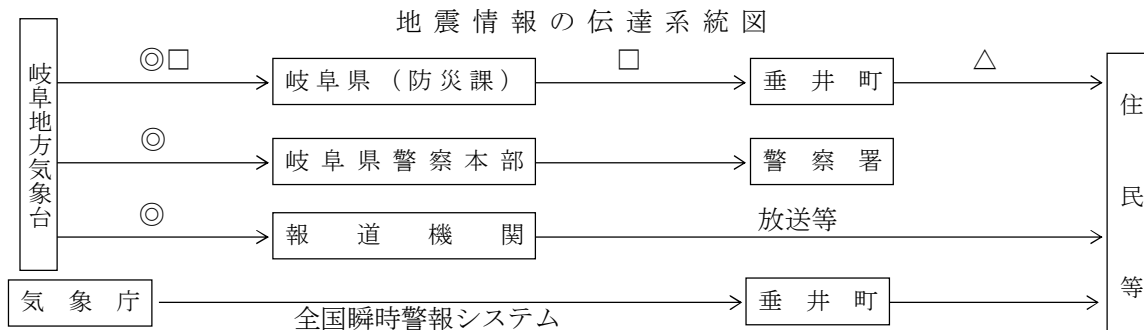 地震情報の伝達系統図
岐阜地方気象台
◎□
岐阜県（防災課）
□
垂井町
△
住民等
◎
岐阜県警察本部
警察署
◎
報道機関
放送等
気象庁
全国瞬時警報システム
垂井町